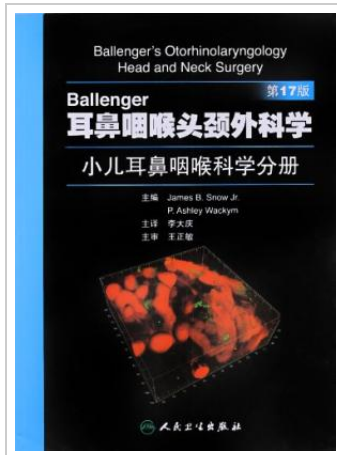 Ballenger's Otorhinolaryngology
Head and Neck Surgery
第17版
Ballenger
耳鼻咽喉头颈外科学
小儿耳鼻咽喉科学分册
主编 James B. Snow Jr.
P. Ashley Wackym
主译 李大庆
主审 王正敏
人民卫生出版社